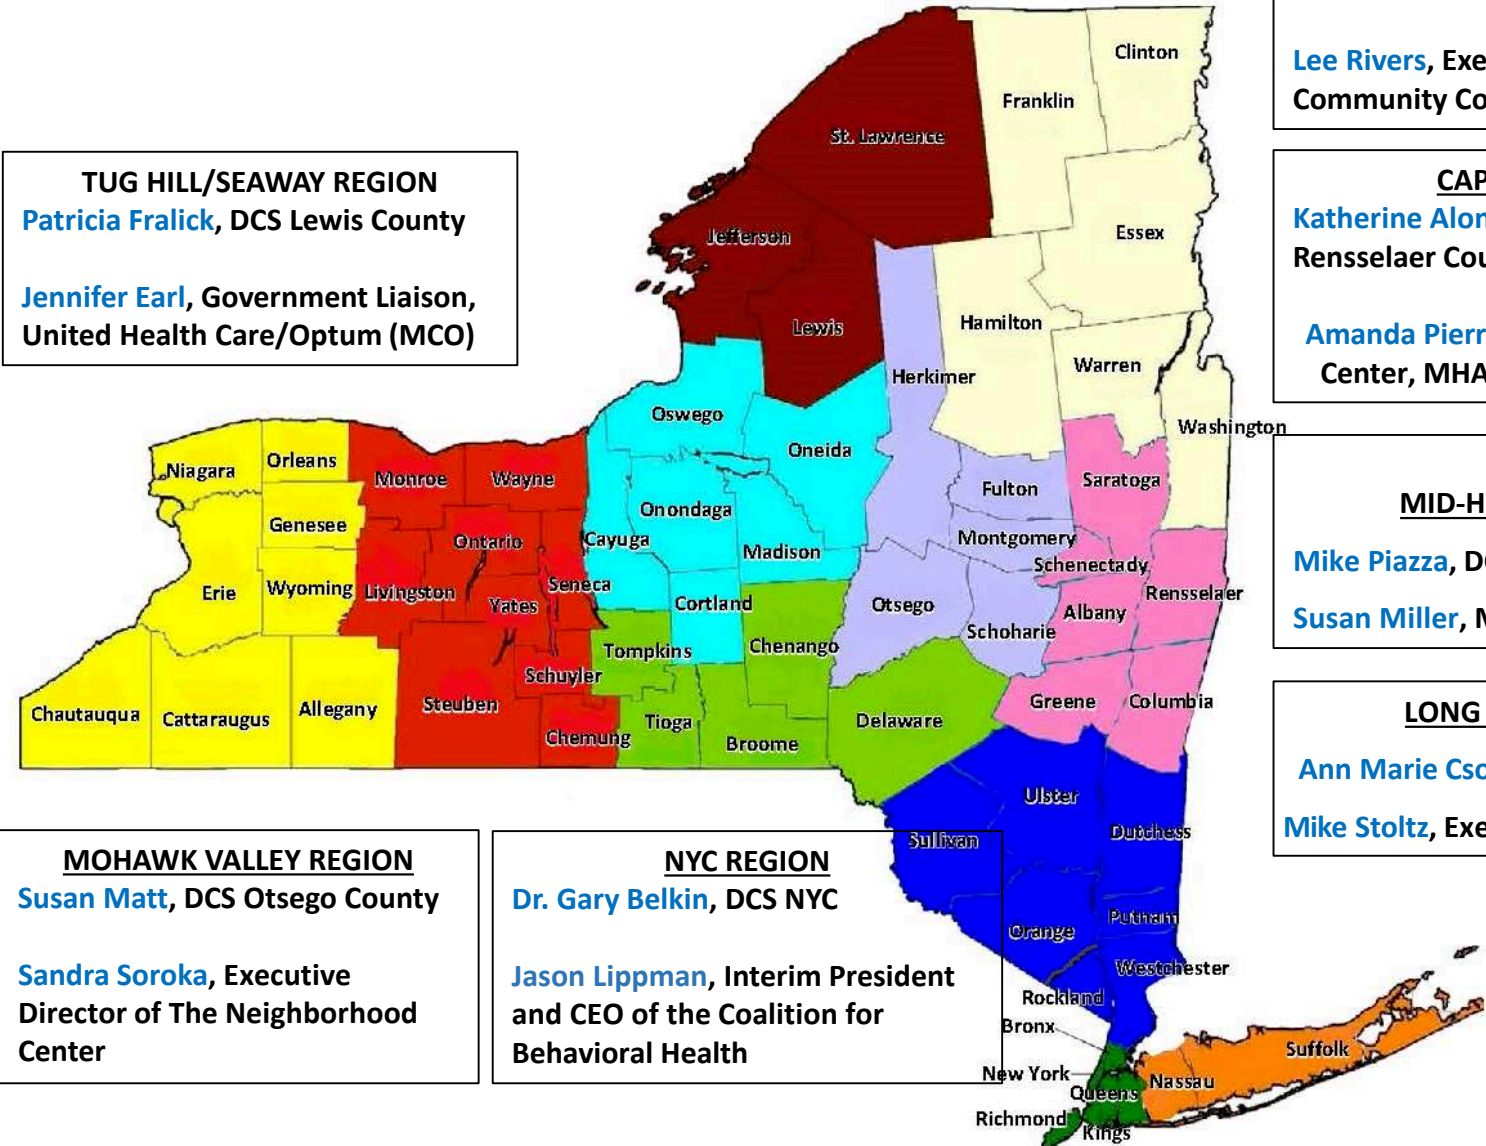 TUG HILL/SEAWAY REGION
Patricia Fralick, DCS Lewis County
Jennifer Earl, Government Liaison,
United Health Care/Optum (MCO)
Lee Rivers, Exe
Community Co
CAP
Katherine Alon
Rensselaer Cou
Amanda Pierr
Center, MHA
MID-H
Mike Piazza, D
Susan Miller,
LONG
Ann Marie Cso
Mike Stoltz, Exe
MOHAWK VALLEY REGION
Susan Matt, DCS Otsego County
Sandra Soroka, Executive
Director of The Neighborhood
Center
NYC REGION
Dr. Gary Belkin, DCS NYC
Jason Lippman, Interim President
and CEO of the Coalition for
Behavioral Health
Clinton
Franklin
St. Lawrence
Essex
Jefferson
Hamilton
Lewis
Warren
Herkimer
Oswego
Washington
Oneida
Niagara
Orleans
Monroe
Wayne
Saratoga
Fulton
Onondaga
Genesee
Montgomery
Ontario
Cayuga
Madison
Schenectady
Erie
Wyoming
Livingston
Seneca
Yates
Cortland
Otsego
Albany
Rensselaer
Schoharie
Tompkins
Chenango
Schuyler
Chautauqua
Cattaraugus
Allegany
Steuben
Chemung
Tioga
Broome
Delaware
Greene
Columbia
Ulster
Sullivan
Dutchess
Putnam
Orange
Westchester
Rockland
Bronx
Suffolk
New York
Nassau
Queens
Richmond
Kings